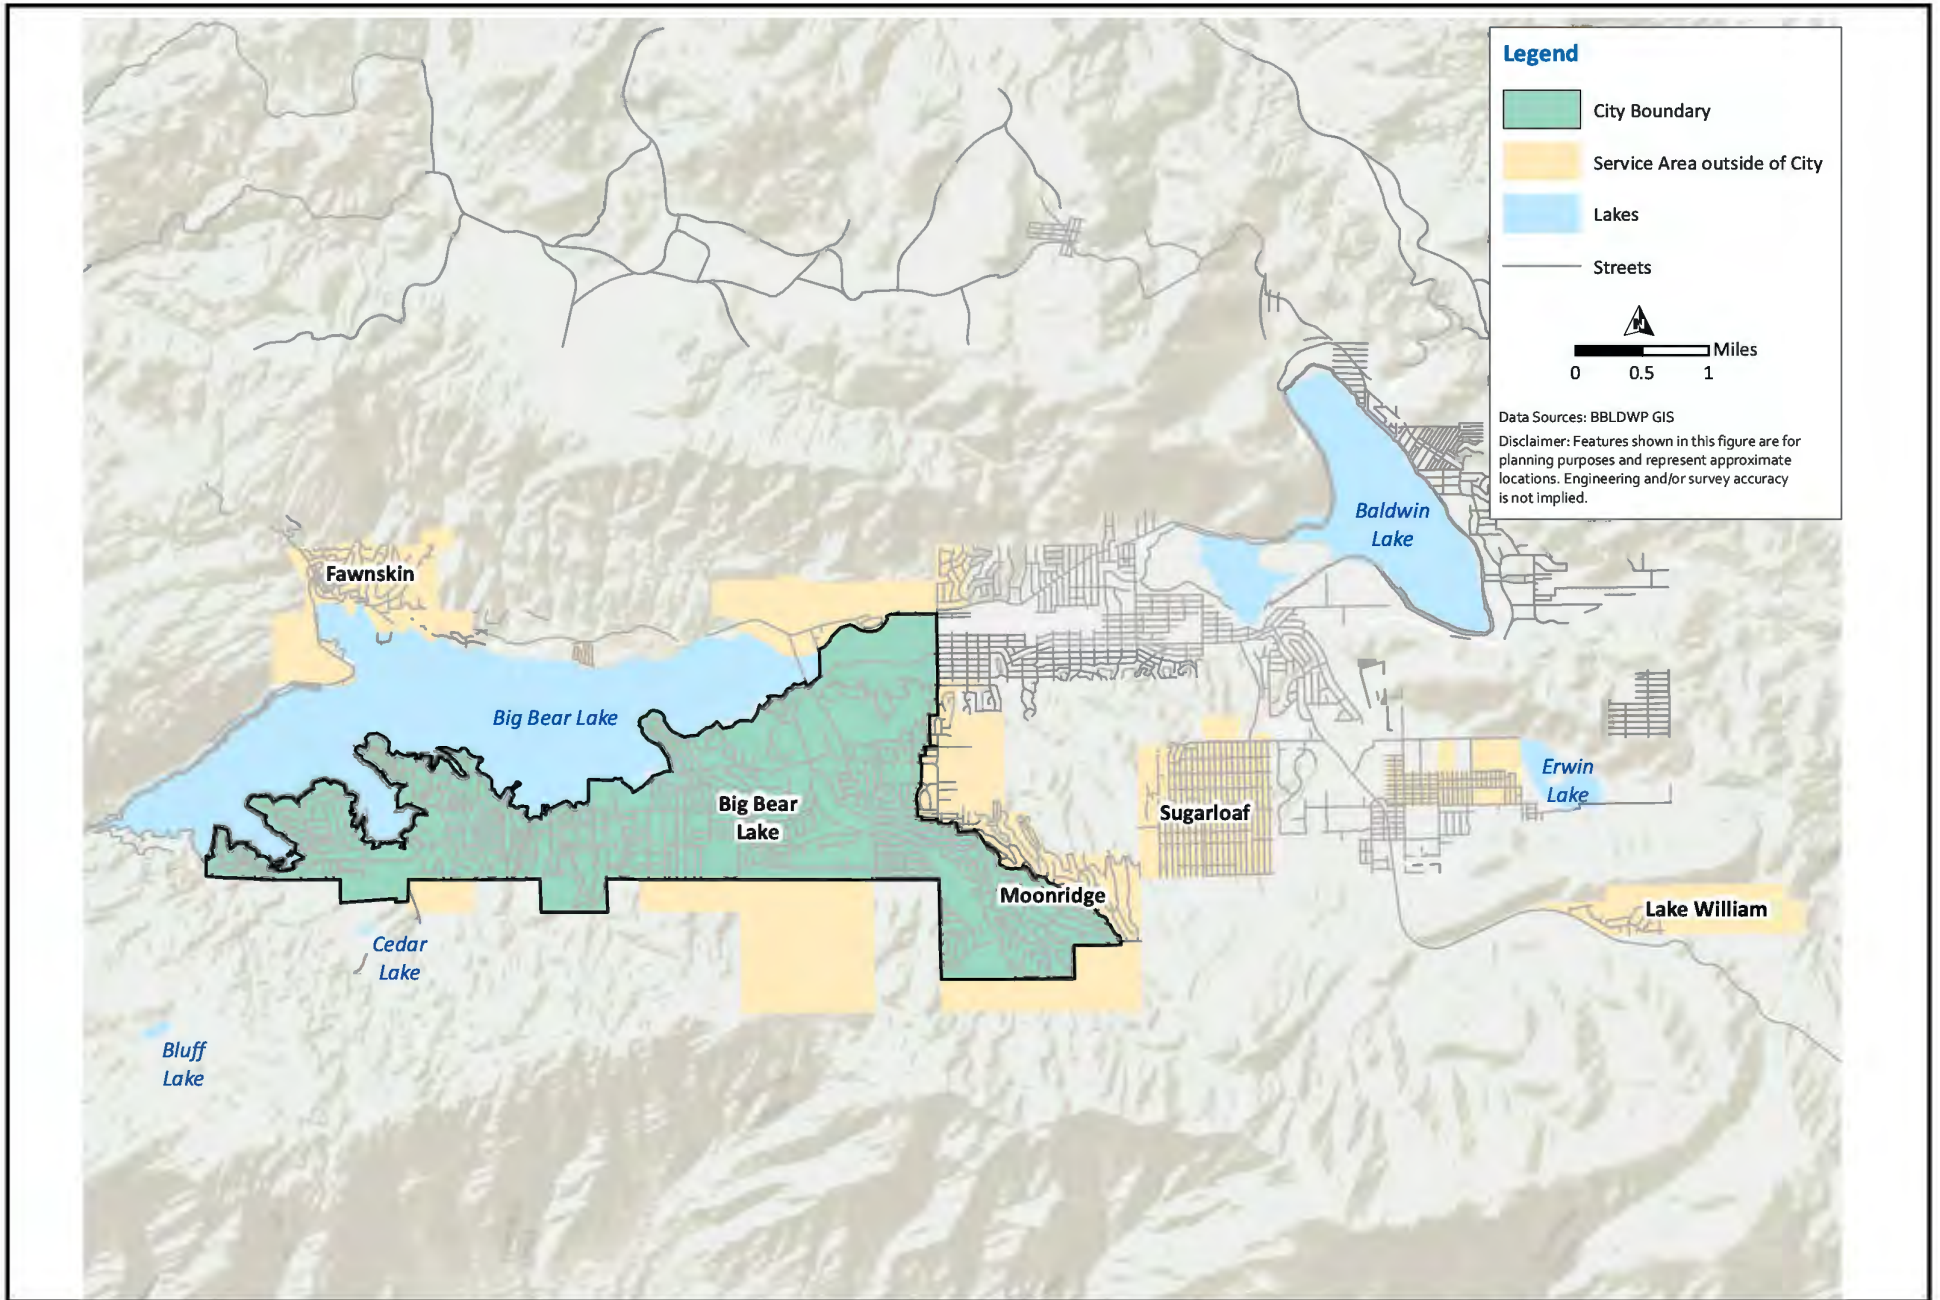 Legend
City Boundary
Service Area outside of City
Lakes
Streets
N
Miles
0 0.5 1
Data Sources: BBLDWP GIS
Disclaimer: Features shown in this figure are for
planning purposes and represent approximate
locations. Engineering and/or survey accuracy
is not implied.
Baldwin
Lake
Fawnskin
Big Bear Lake
Big Bear
Lake
Sugarloaf
Erwin
Lake
Moonridge
Lake William
Cedar
Lake
Bluff
Lake